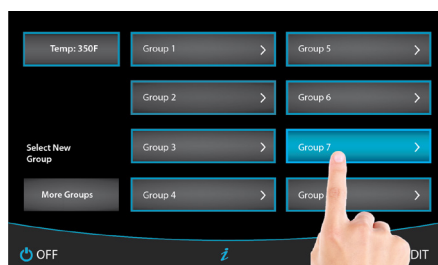 Temp: 350F
Group 1
Group 5
Group 2
Group 6
Select New
Group
Group 3
Group 7
More Groups
Group 4
Group
OFF
i